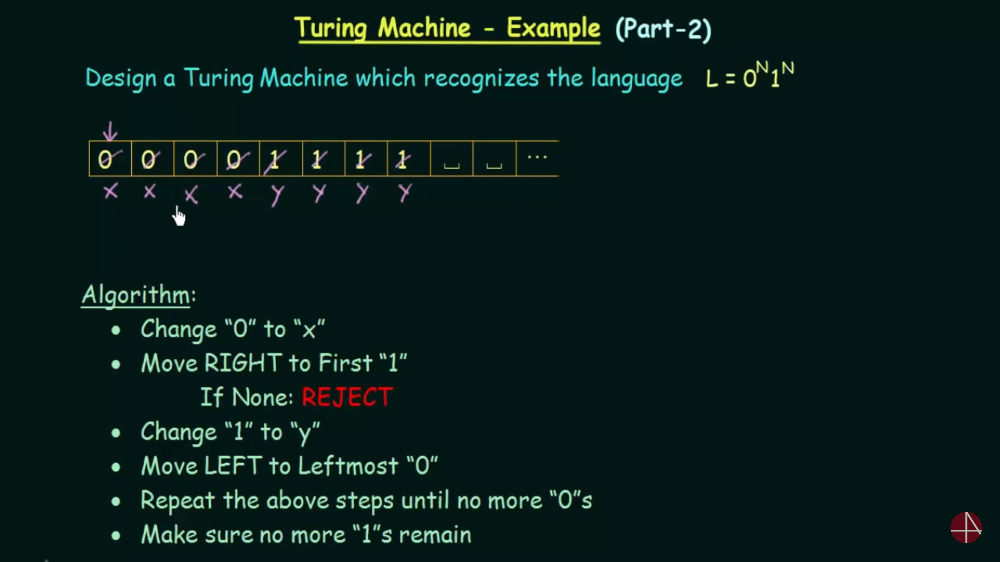 Turing Machine - Example (Part-2)
Design a Turing Machine which recognizes the language L = 0^N1^N
0 0 0 0 1 1 1 1 ␣ ␣ ...
x x x x y y y y
Algorithm:
• Change “0” to “x”
• Move RIGHT to First “1”
If None: REJECT
• Change “1” to “y”
• Move LEFT to Leftmost “0”
• Repeat the above steps until no more “0”s
• Make sure no more “1”s remain